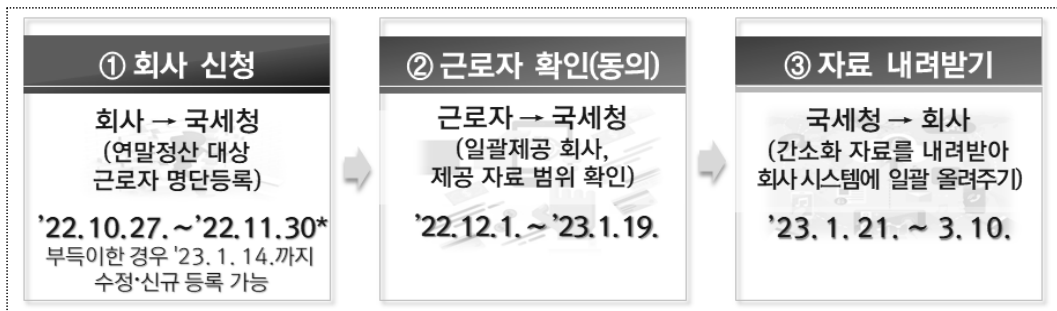 ① 회사 신청
회사 → 국세청
(연말정산 대상
근로자 명단등록)
’22.10.27.~’22.11.30*
부득이한 경우 '23. 1. 14.까지
수정·신규 등록 가능
② 근로자 확인(동의)
근로자 → 국세청
(일괄제공 회사,
제공 자료 범위 확인)
’22.12.1.~ ’23.1.19.
③ 자료 내려받기
국세청 → 회사
(간소화 자료를 내려받아
회사 시스템에 일괄 올려주기)
’23. 1. 21. ~ 3. 10.